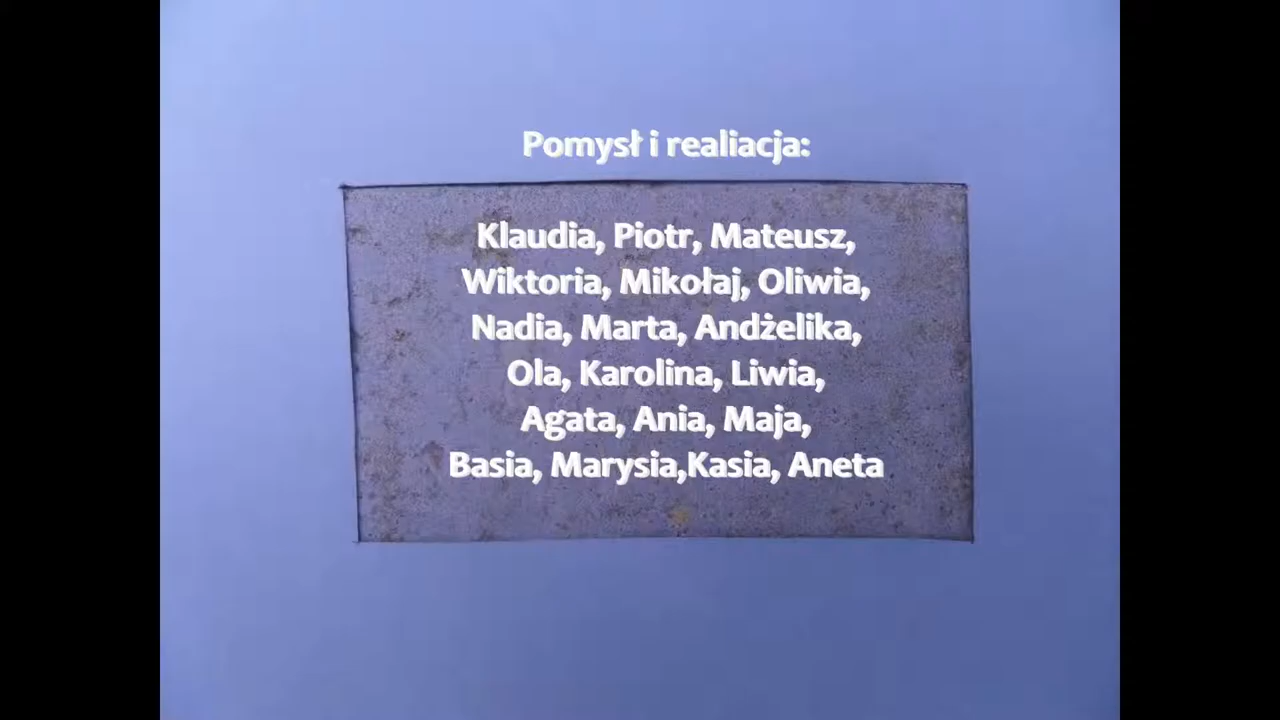 Pomysł i realiacja:
Klaudia, Piotr, Mateusz,
Wiktoria, Mikołaj, Oliwia,
Nadia, Marta, Andżelika,
Ola, Karolina, Liwia,
Agata, Ania, Maja,
Basia, Marysia,Kasia, Aneta